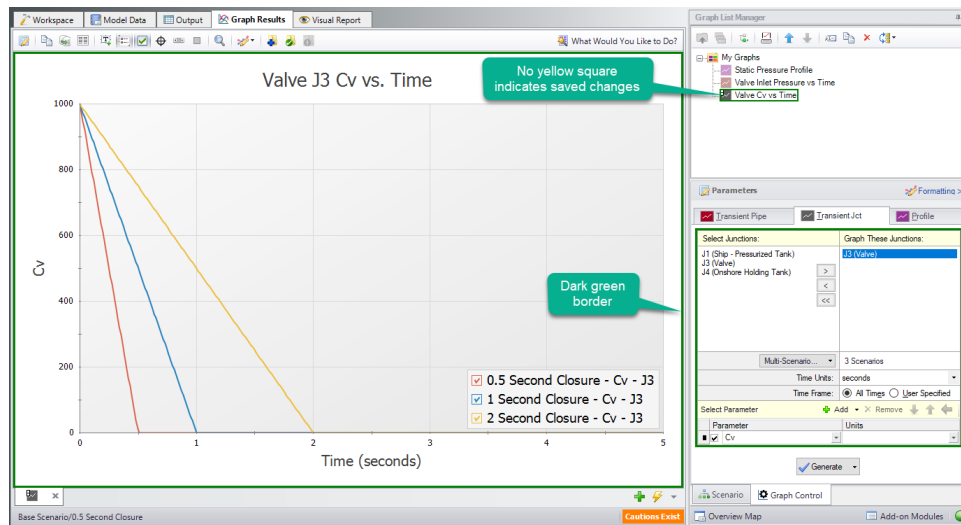 Workspace Model Data Output Graph Results Visual Report
What Would You Like to Do?
Valve J3 Cv vs. Time
1000
800
600
400
200
0
Cv
0 1 2 3 4 5
Time (seconds)
0.5 Second Closure - Cv - J3
1 Second Closure - Cv - J3
2 Second Closure - Cv - J3
Base Scenario/0.5 Second Closure
Cautions Exist
No yellow square
indicates saved changes
Dark green
border
Graph List Manager
My Graphs
Static Pressure Profile
Valve Inlet Pressure vs Time
Valve Cv vs Time
Parameters Formatting >
Transient Pipe Transient Jct Profile
Select Junctions: Graph These Junctions:
J1 (Ship - Pressurized Tank)
J3 (Valve)
J4 (Onshore Holding Tank)
J3 (Valve)
>
<
<<
Multi-Scenario... 3 Scenarios
Time Units: seconds
Time Frame: All Times User Specified
Select Parameter Add Remove
Parameter Units
Cv
Generate
Scenario Graph Control
Overview Map Add-on Modules